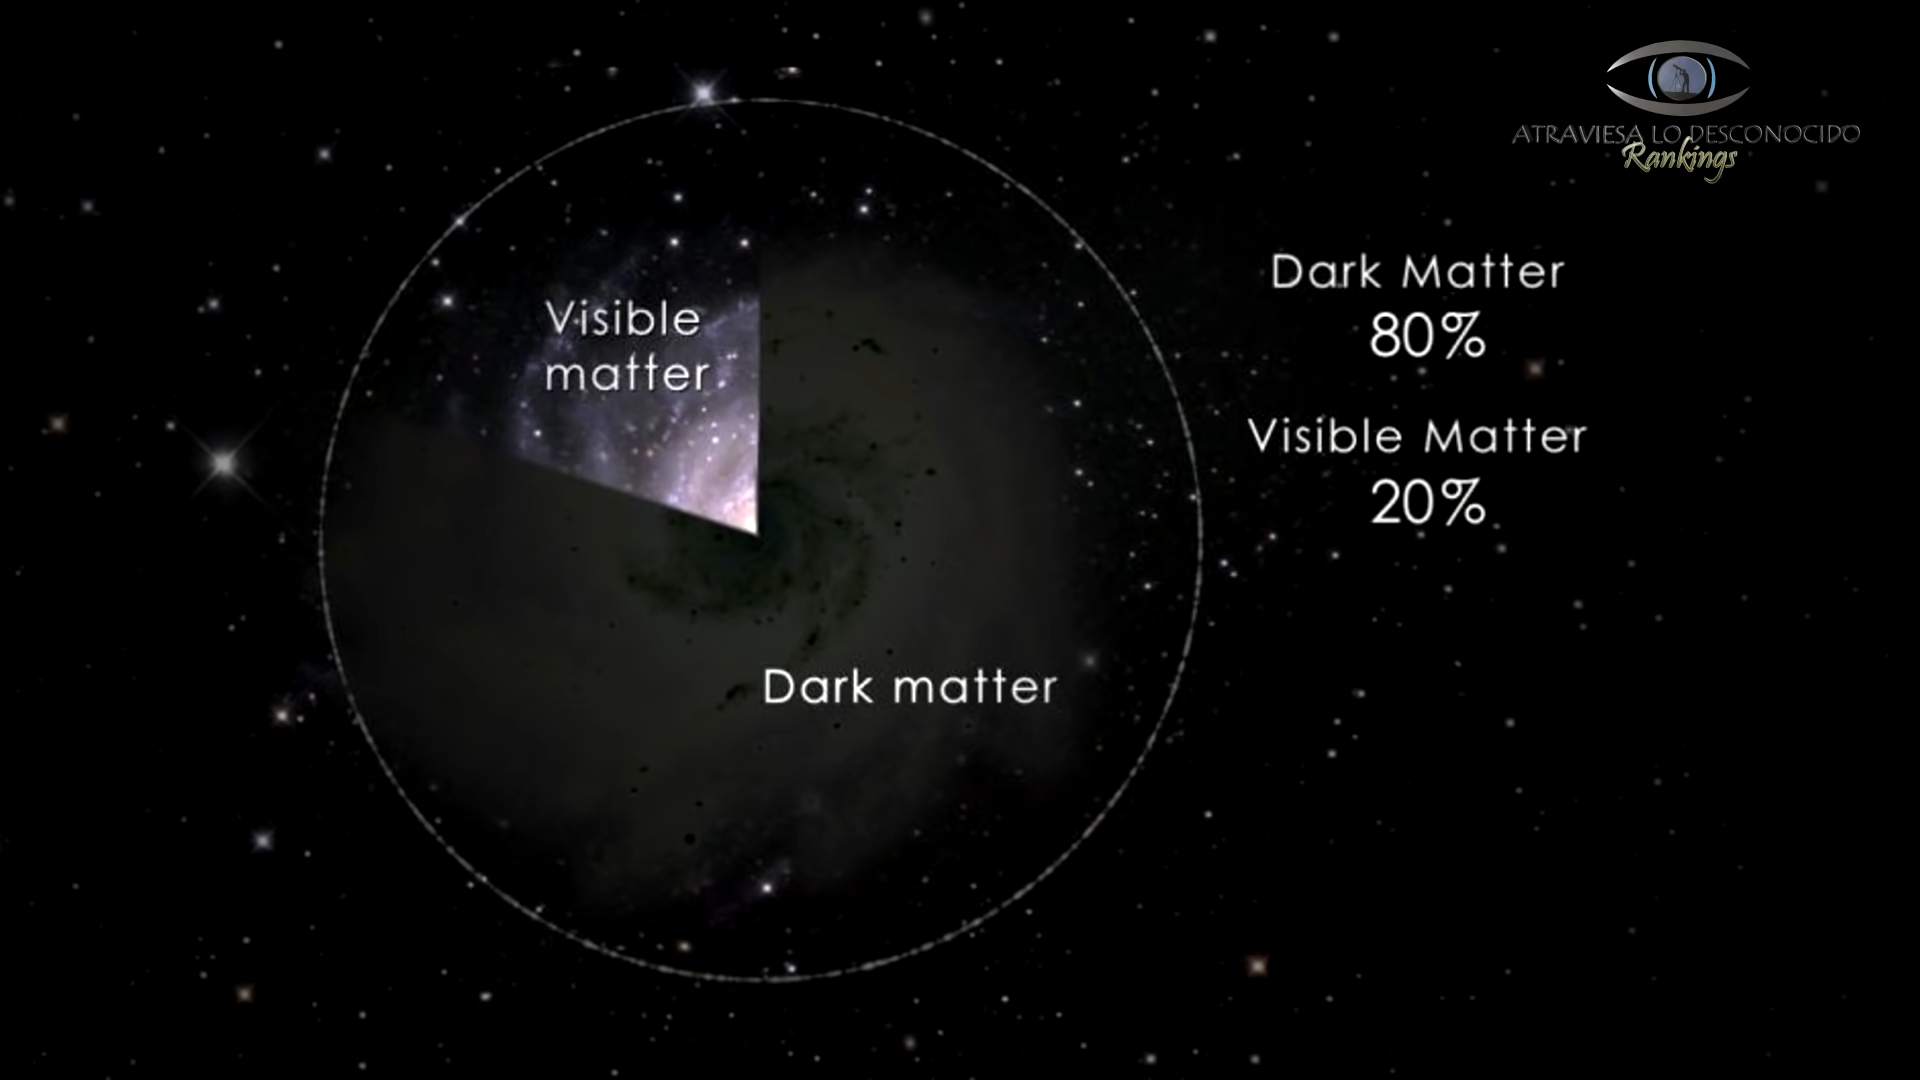 ATRAVIESA LO DESCONOCIDO
Rankings
Dark Matter
80%
Visible Matter
20%
Visible
matter
Dark matter